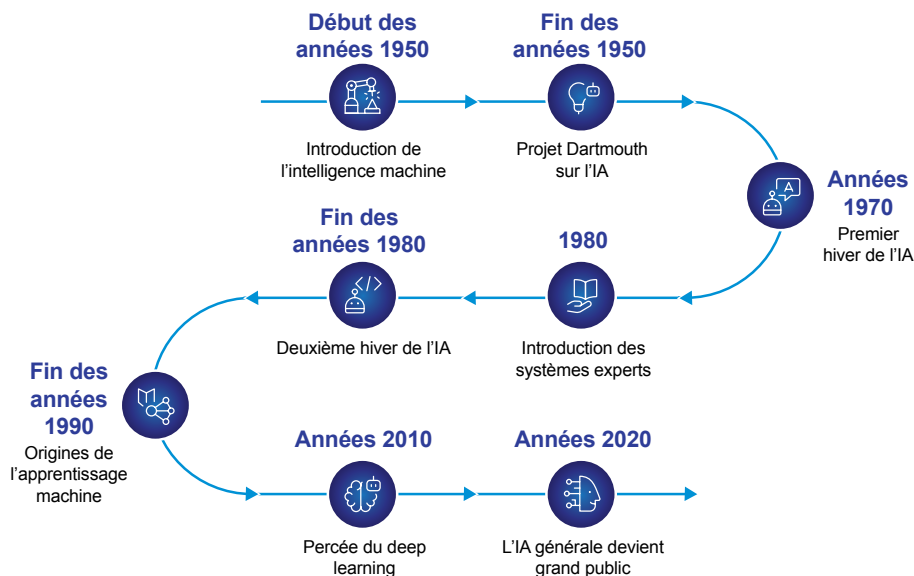 Début des
années 1950
Introduction de
l'intelligence machine
Fin des
années 1950
Projet Dartmouth
sur l'IA
Années
1970
Premier
hiver de l'IA
1980
Introduction des
systèmes experts
Fin des
années 1980
</>
Deuxième hiver de l'IA
Fin des
années
1990
Origines de
l'apprentissage
machine
Années 2010
Percée du deep
learning
Années 2020
L'IA générale devient
grand public
A